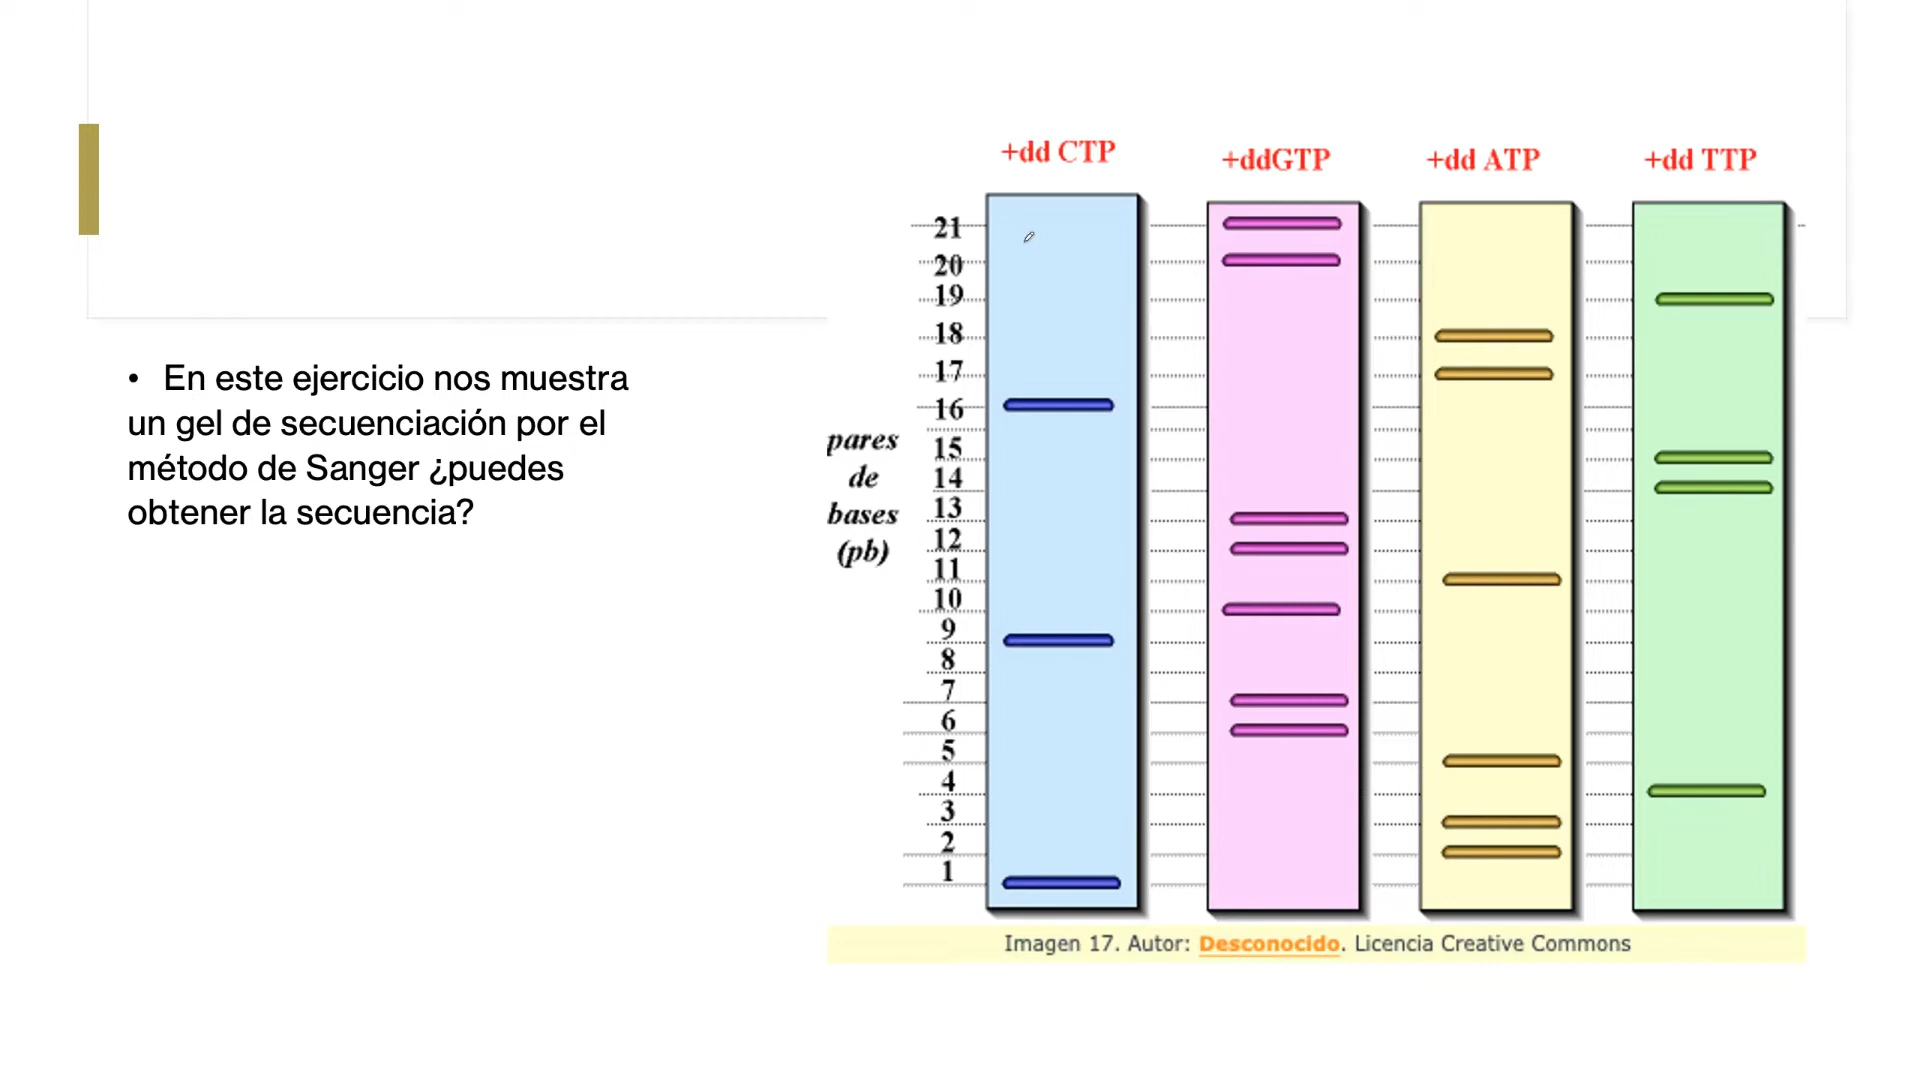 • En este ejercicio nos muestra
un gel de secuenciación por el
método de Sanger ¿puedes
obtener la secuencia?
+dd CTP
+ddGTP
+dd ATP
+dd TTP
21
20
19
18
17
16
15
14
13
12
11
10
9
8
7
6
5
4
3
2
1
pares
de
bases
(pb)
Imagen 17. Autor: Desconocido. Licencia Creative Commons